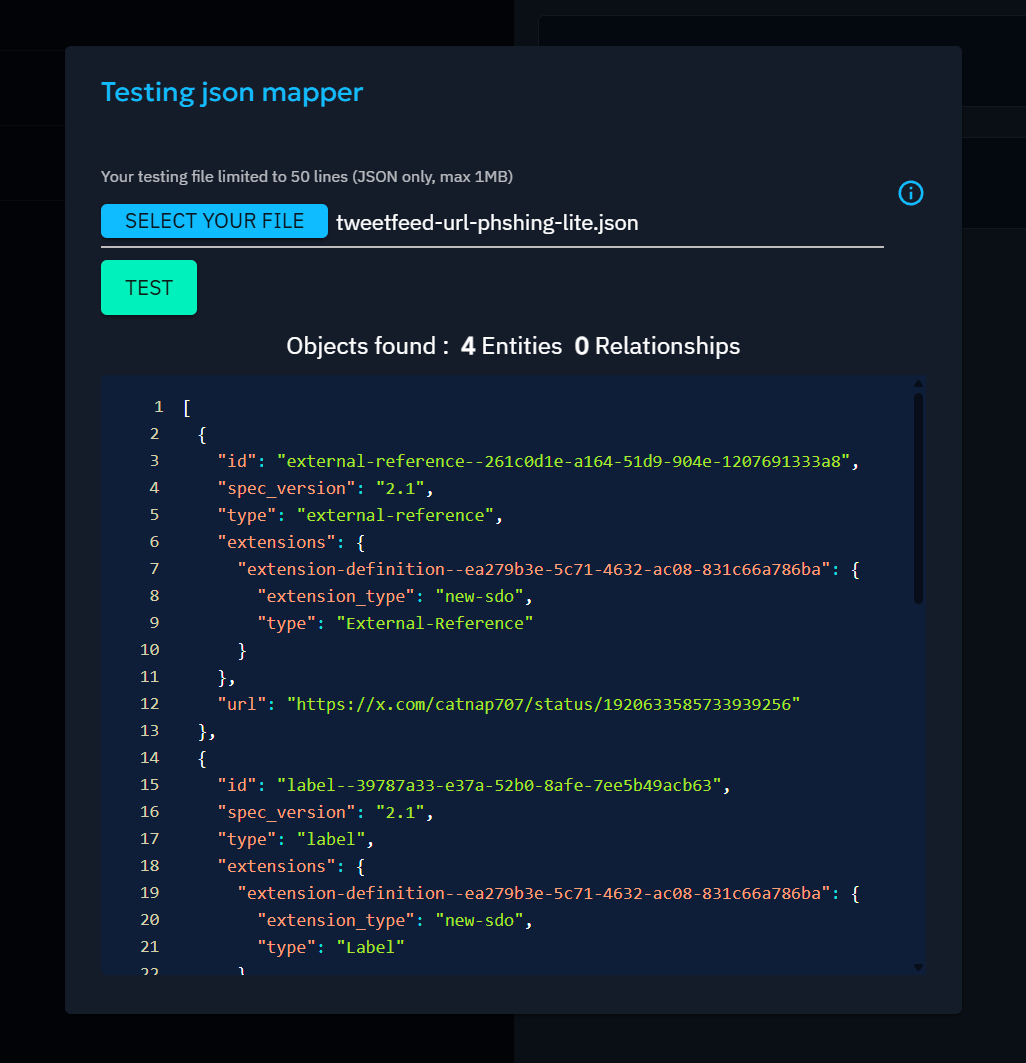 Testing json mapper
Your testing file limited to 50 lines (JSON only, max 1MB)
SELECT YOUR FILE tweetfeed-url-phshing-lite.json
TEST
Objects found : 4 Entities 0 Relationships
1 [
2 {
3 "id": "external-reference--261c0d1e-a164-51d9-904e-1207691333a8",
4 "spec_version": "2.1",
5 "type": "external-reference",
6 "extensions": {
7 "extension-definition--ea279b3e-5c71-4632-ac08-831c66a786ba": {
8 "extension_type": "new-sdo",
9 "type": "External-Reference"
10 }
11 },
12 "url": "https://x.com/catnap707/status/1920633585733939256"
13 },
14 {
15 "id": "label--39787a33-e37a-52b0-8afe-7ee5b49acb63",
16 "spec_version": "2.1",
17 "type": "label",
18 "extensions": {
19 "extension-definition--ea279b3e-5c71-4632-ac08-831c66a786ba": {
20 "extension_type": "new-sdo",
21 "type": "Label"
22 }